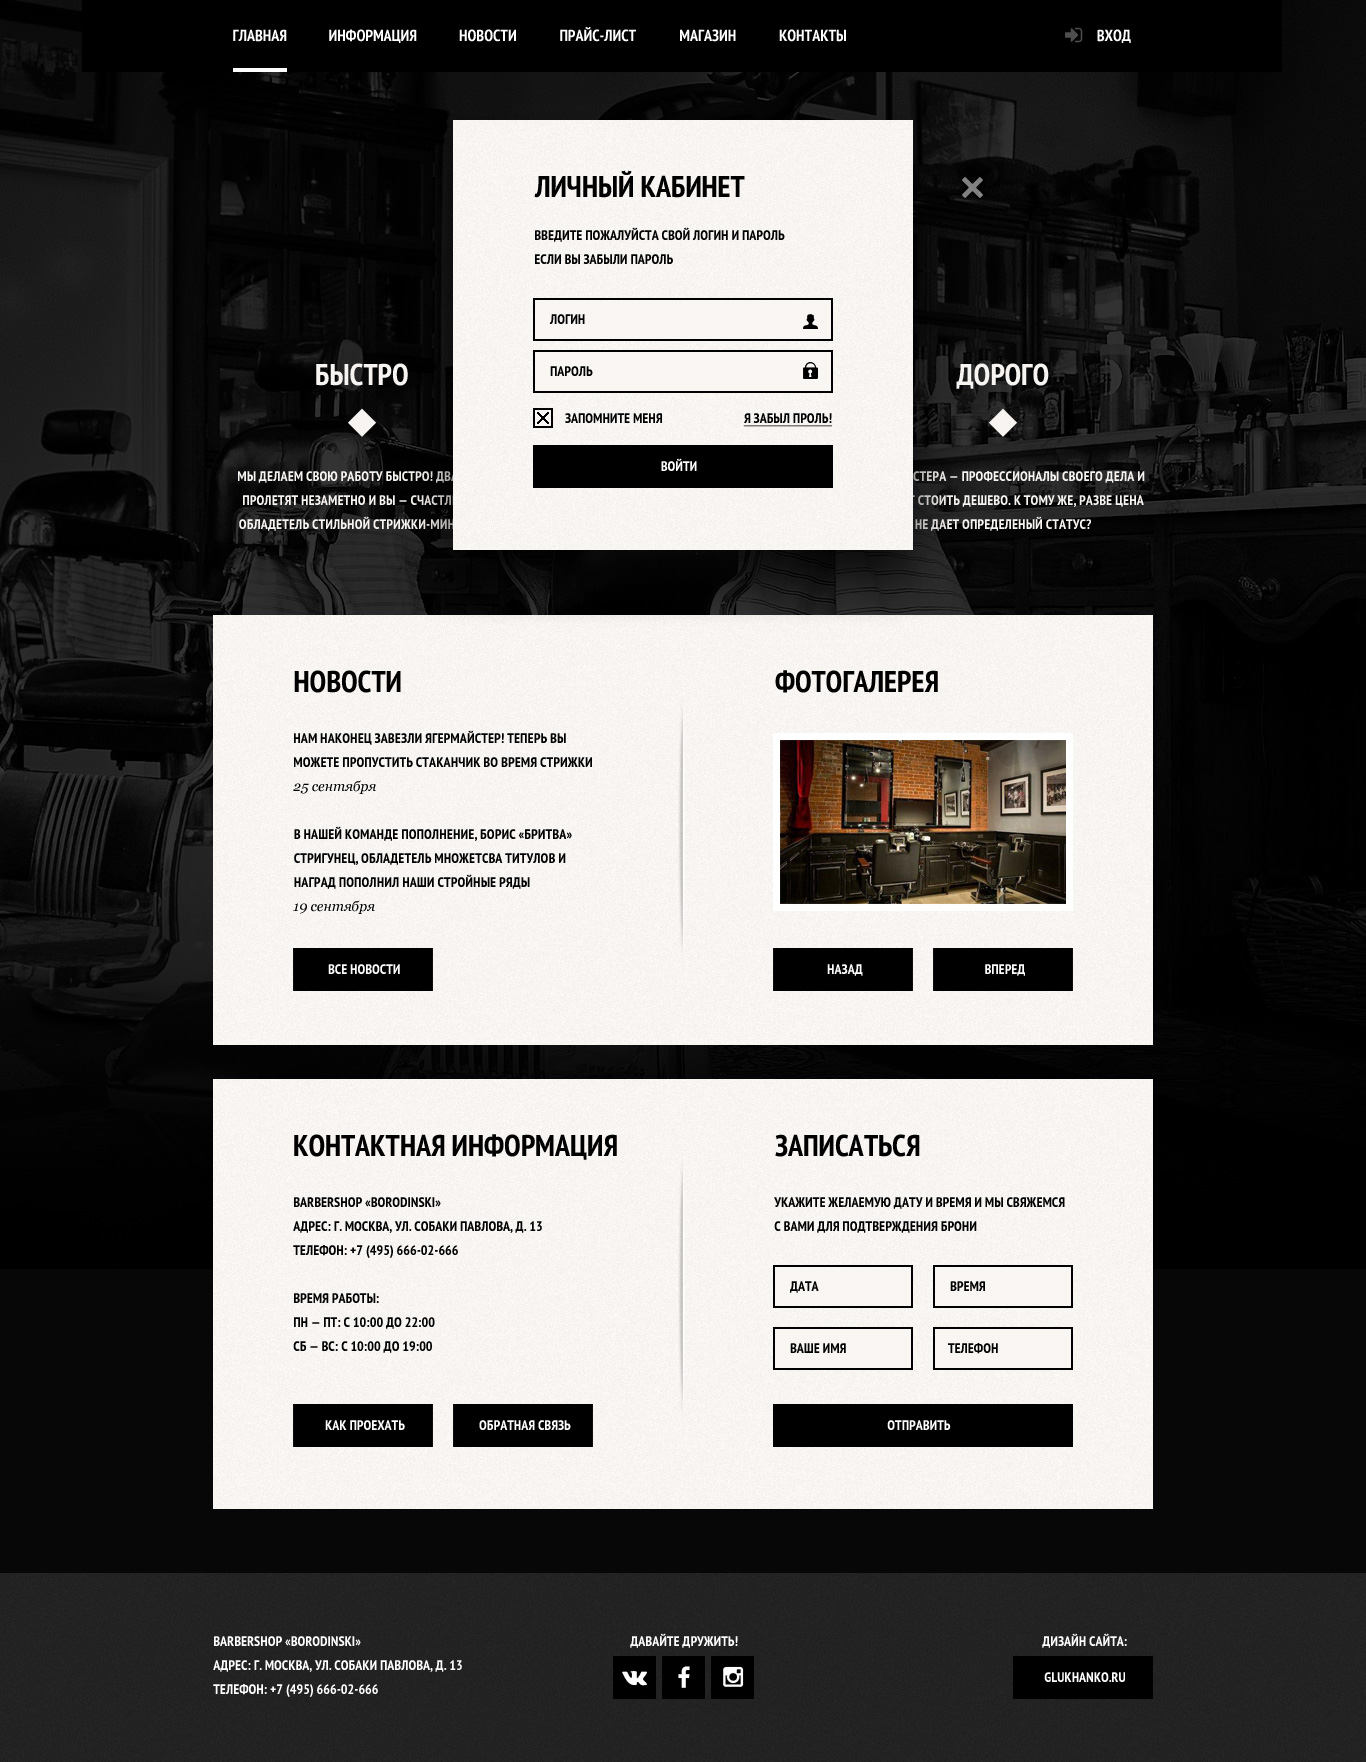 ГЛАВНАЯ ИНФОРМАЦИЯ НОВОСТИ ПРАЙС-ЛИСТ МАГАЗИН КОНТАКТЫ ВХОД
ЛИЧНЫЙ КАБИНЕТ
ВВЕДИТЕ ПОЖАЛУЙСТА СВОЙ ЛОГИН И ПАРОЛЬ
ЕСЛИ ВЫ ЗАБЫЛИ ПАРОЛЬ
ЛОГИН
ПАРОЛЬ
ЗАПОМНИТЕ МЕНЯ Я ЗАБЫЛ ПРОЛЬ!
ВОЙТИ
БЫСТРО
МЫ ДЕЛАЕМ СВОЮ РАБОТУ БЫСТРО! ДВА
ПРОЛЕТЯТ НЕЗАМЕТНО И ВЫ — СЧАСТЛ
ОБЛАДЕТЕЛЬ СТИЛЬНОЙ СТРИЖКИ-МИН
ДОРОГО
СТЕРА — ПРОФЕССИОНАЛЫ СВОЕГО ДЕЛА И
СТОИТЬ ДЕШЕВО. К ТОМУ ЖЕ, РАЗВЕ ЦЕНА
НЕ ДАЕТ ОПРЕДЕЛЕНЫЙ СТАТУС?
НОВОСТИ
НАМ НАКОНЕЦ ЗАВЕЗЛИ ЯГЕРМАЙСТЕР! ТЕПЕРЬ ВЫ
МОЖЕТЕ ПРОПУСТИТЬ СТАКАНЧИК ВО ВРЕМЯ СТРИЖКИ
25 сентября
В НАШЕЙ КОМАНДЕ ПОПОЛНЕНИЕ, БОРИС «БРИТВА»
СТРИГУНЕЦ, ОБЛАДЕТЕЛЬ МНОЖЕТСВА ТИТУЛОВ И
НАГРАД ПОПОЛНИЛ НАШИ СТРОЙНЫЕ РЯДЫ
19 сентября
ВСЕ НОВОСТИ
ФОТОГАЛЕРЕЯ
НАЗАД ВПЕРЕД
КОНТАКТНАЯ ИНФОРМАЦИЯ
BARBERSHOP «BORODINSKI»
АДРЕС: Г. МОСКВА, УЛ. СОБАКИ ПАВЛОВА, Д. 13
ТЕЛЕФОН: +7 (495) 666-02-666
ВРЕМЯ РАБОТЫ:
ПН — ПТ: С 10:00 ДО 22:00
СБ — ВС: С 10:00 ДО 19:00
КАК ПРОЕХАТЬ ОБРАТНАЯ СВЯЗЬ
ЗАПИСАТЬСЯ
УКАЖИТЕ ЖЕЛАЕМУЮ ДАТУ И ВРЕМЯ И МЫ СВЯЖЕМСЯ
С ВАМИ ДЛЯ ПОДТВЕРЖДЕНИЯ БРОНИ
ДАТА ВРЕМЯ
ВАШЕ ИМЯ ТЕЛЕФОН
ОТПРАВИТЬ
BARBERSHOP «BORODINSKI»
АДРЕС: Г. МОСКВА, УЛ. СОБАКИ ПАВЛОВА, Д. 13
ТЕЛЕФОН: +7 (495) 666-02-666
ДАВАЙТЕ ДРУЖИТЬ!
ДИЗАЙН САЙТА:
GLUKHANKO.RU